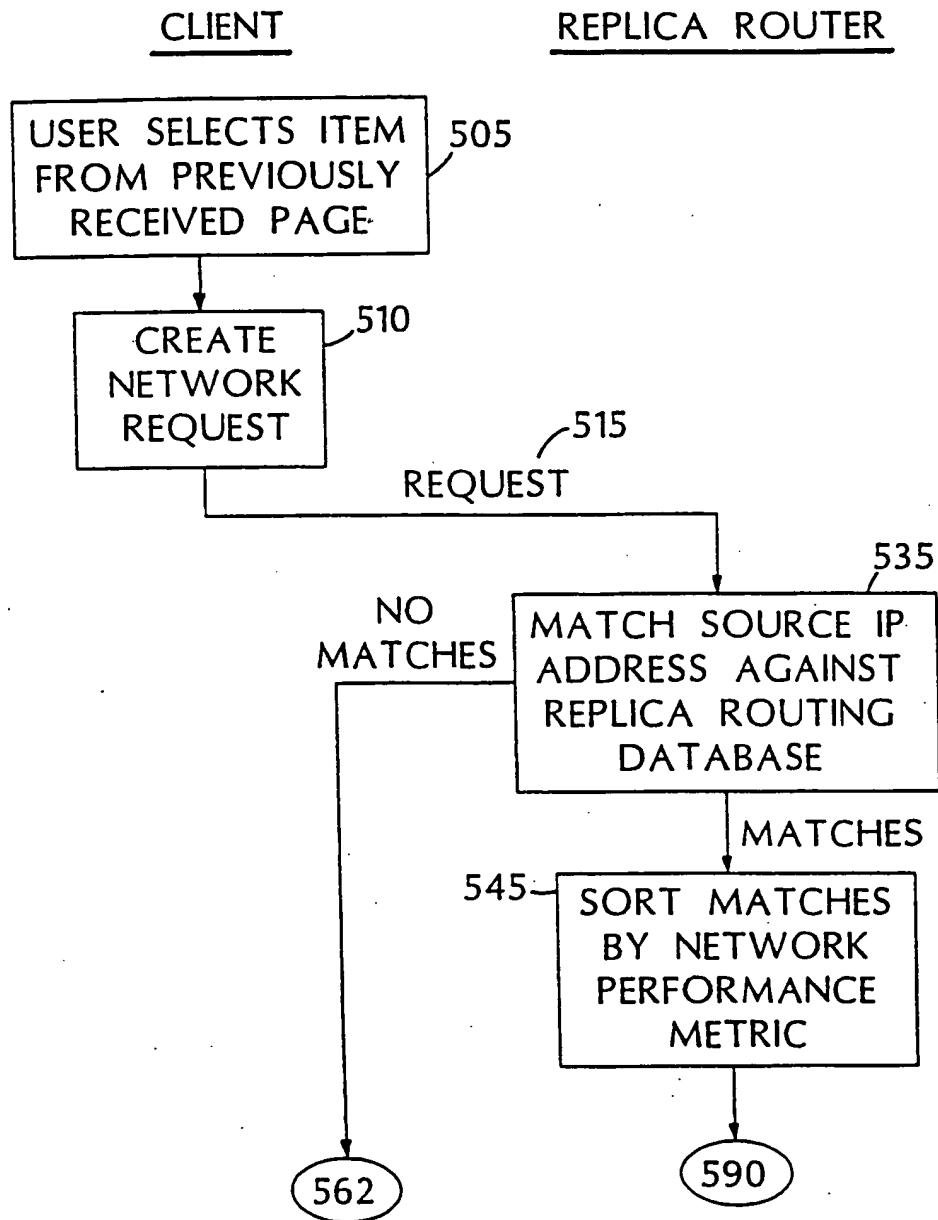 CLIENT
REPLICA ROUTER
USER SELECTS ITEM
FROM PREVIOUSLY
RECEIVED PAGE
505
CREATE
NETWORK
REQUEST
510
515
REQUEST
535
NO
MATCHES
MATCH SOURCE IP
ADDRESS AGAINST
REPLICA ROUTING
DATABASE
MATCHES
545
SORT MATCHES
BY NETWORK
PERFORMANCE
METRIC
562
590